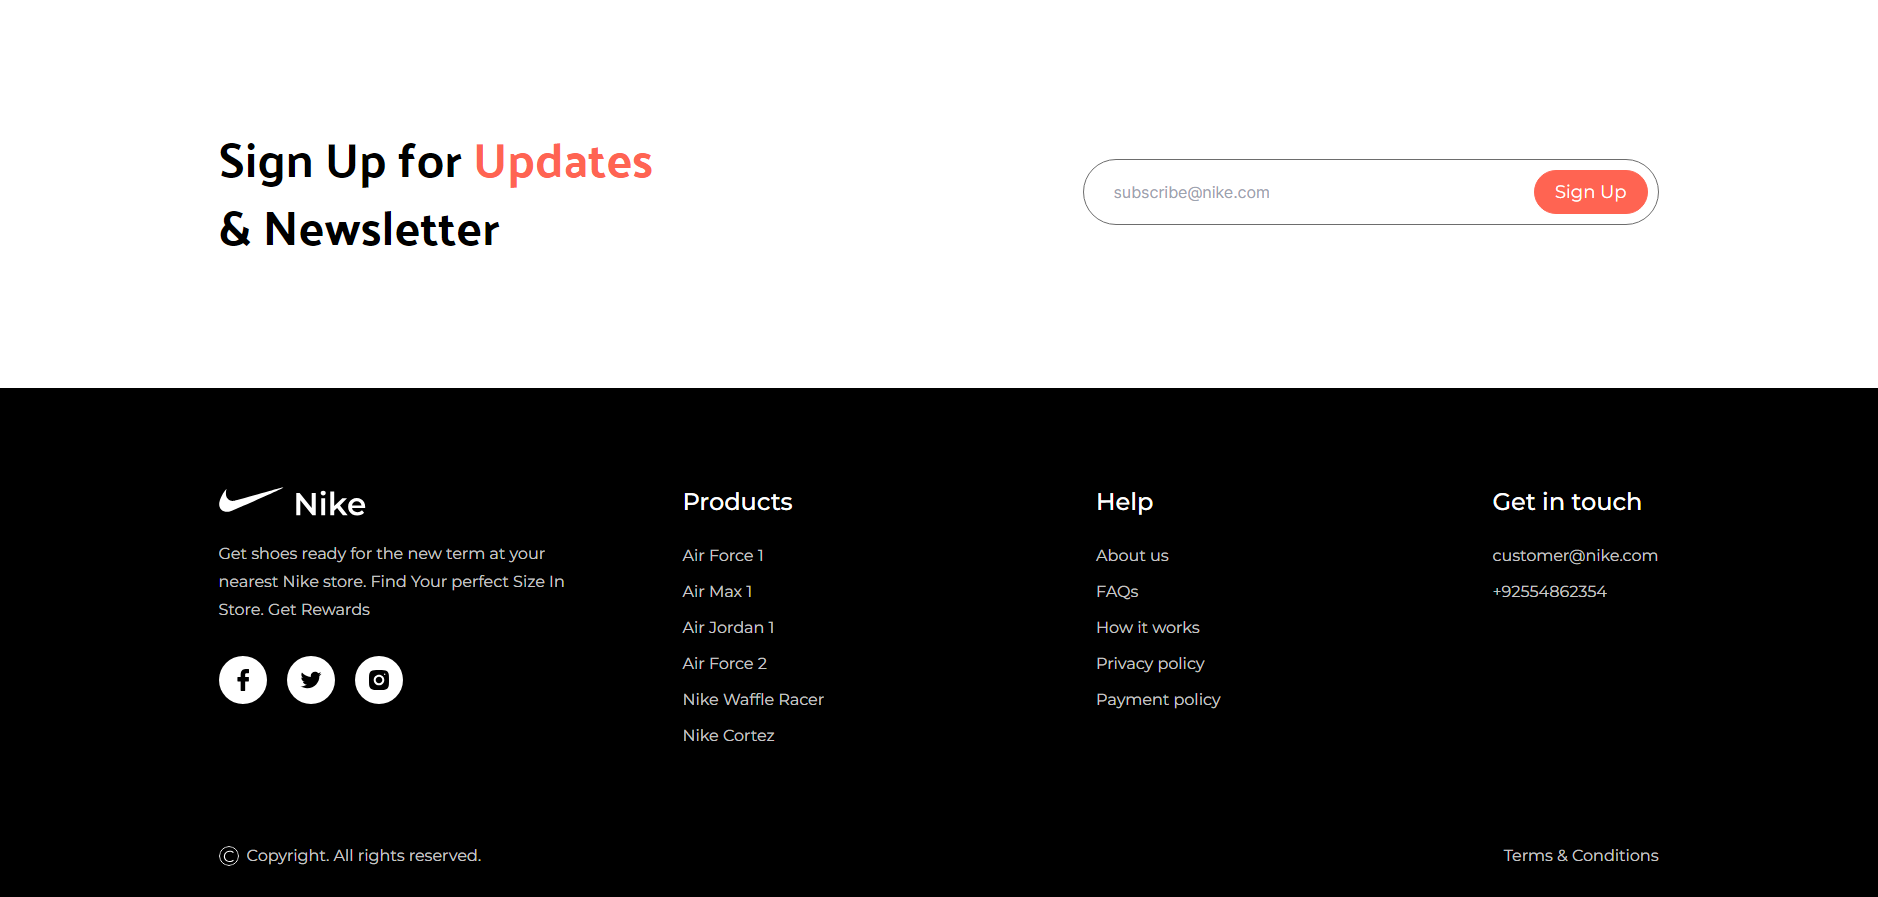 Sign Up for Updates
& Newsletter
subscribe@nike.com
Sign Up
Nike
Get shoes ready for the new term at your
nearest Nike store. Find Your perfect Size In
Store. Get Rewards
Products
Air Force 1
Air Max 1
Air Jordan 1
Air Force 2
Nike Waffle Racer
Nike Cortez
Help
About us
FAQs
How it works
Privacy policy
Payment policy
Get in touch
customer@nike.com
+92554862354
© Copyright. All rights reserved.
Terms & Conditions